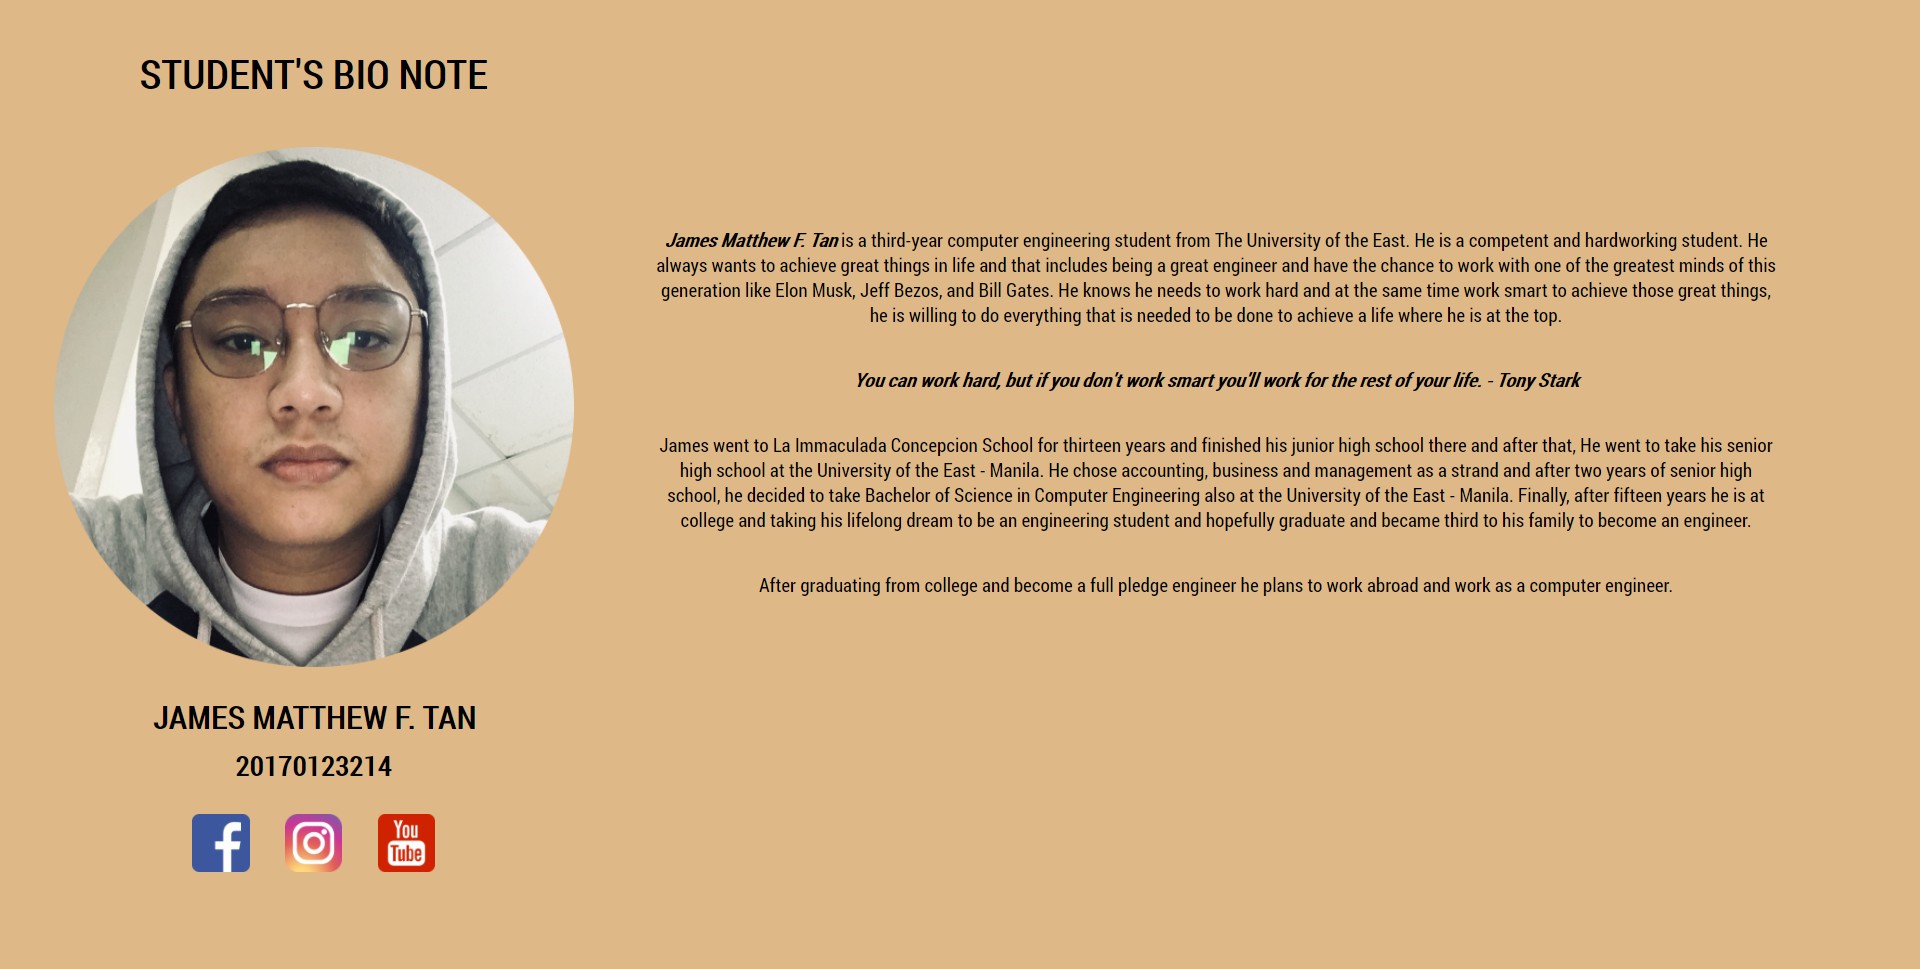 STUDENT'S BIO NOTE
James Matthew F. Tan is a third-year computer engineering student from The University of the East. He is a competent and hardworking student. He
always wants to achieve great things in life and that includes being a great engineer and have the chance to work with one of the greatest minds of this
generation like Elon Musk, Jeff Bezos, and Bill Gates. He knows he needs to work hard and at the same time work smart to achieve those great things,
he is willing to do everything that is needed to be done to achieve a life where he is at the top.
You can work hard, but if you don't work smart you'll work for the rest of your life. - Tony Stark
James went to La Immaculada Concepcion School for thirteen years and finished his junior high school there and after that, He went to take his senior
high school at the University of the East - Manila. He chose accounting, business and management as a strand and after two years of senior high
school, he decided to take Bachelor of Science in Computer Engineering also at the University of the East - Manila. Finally, after fifteen years he is at
college and taking his lifelong dream to be an engineering student and hopefully graduate and became third to his family to become an engineer.
After graduating from college and become a full pledge engineer he plans to work abroad and work as a computer engineer.
JAMES MATTHEW F. TAN
20170123214
You
Tube